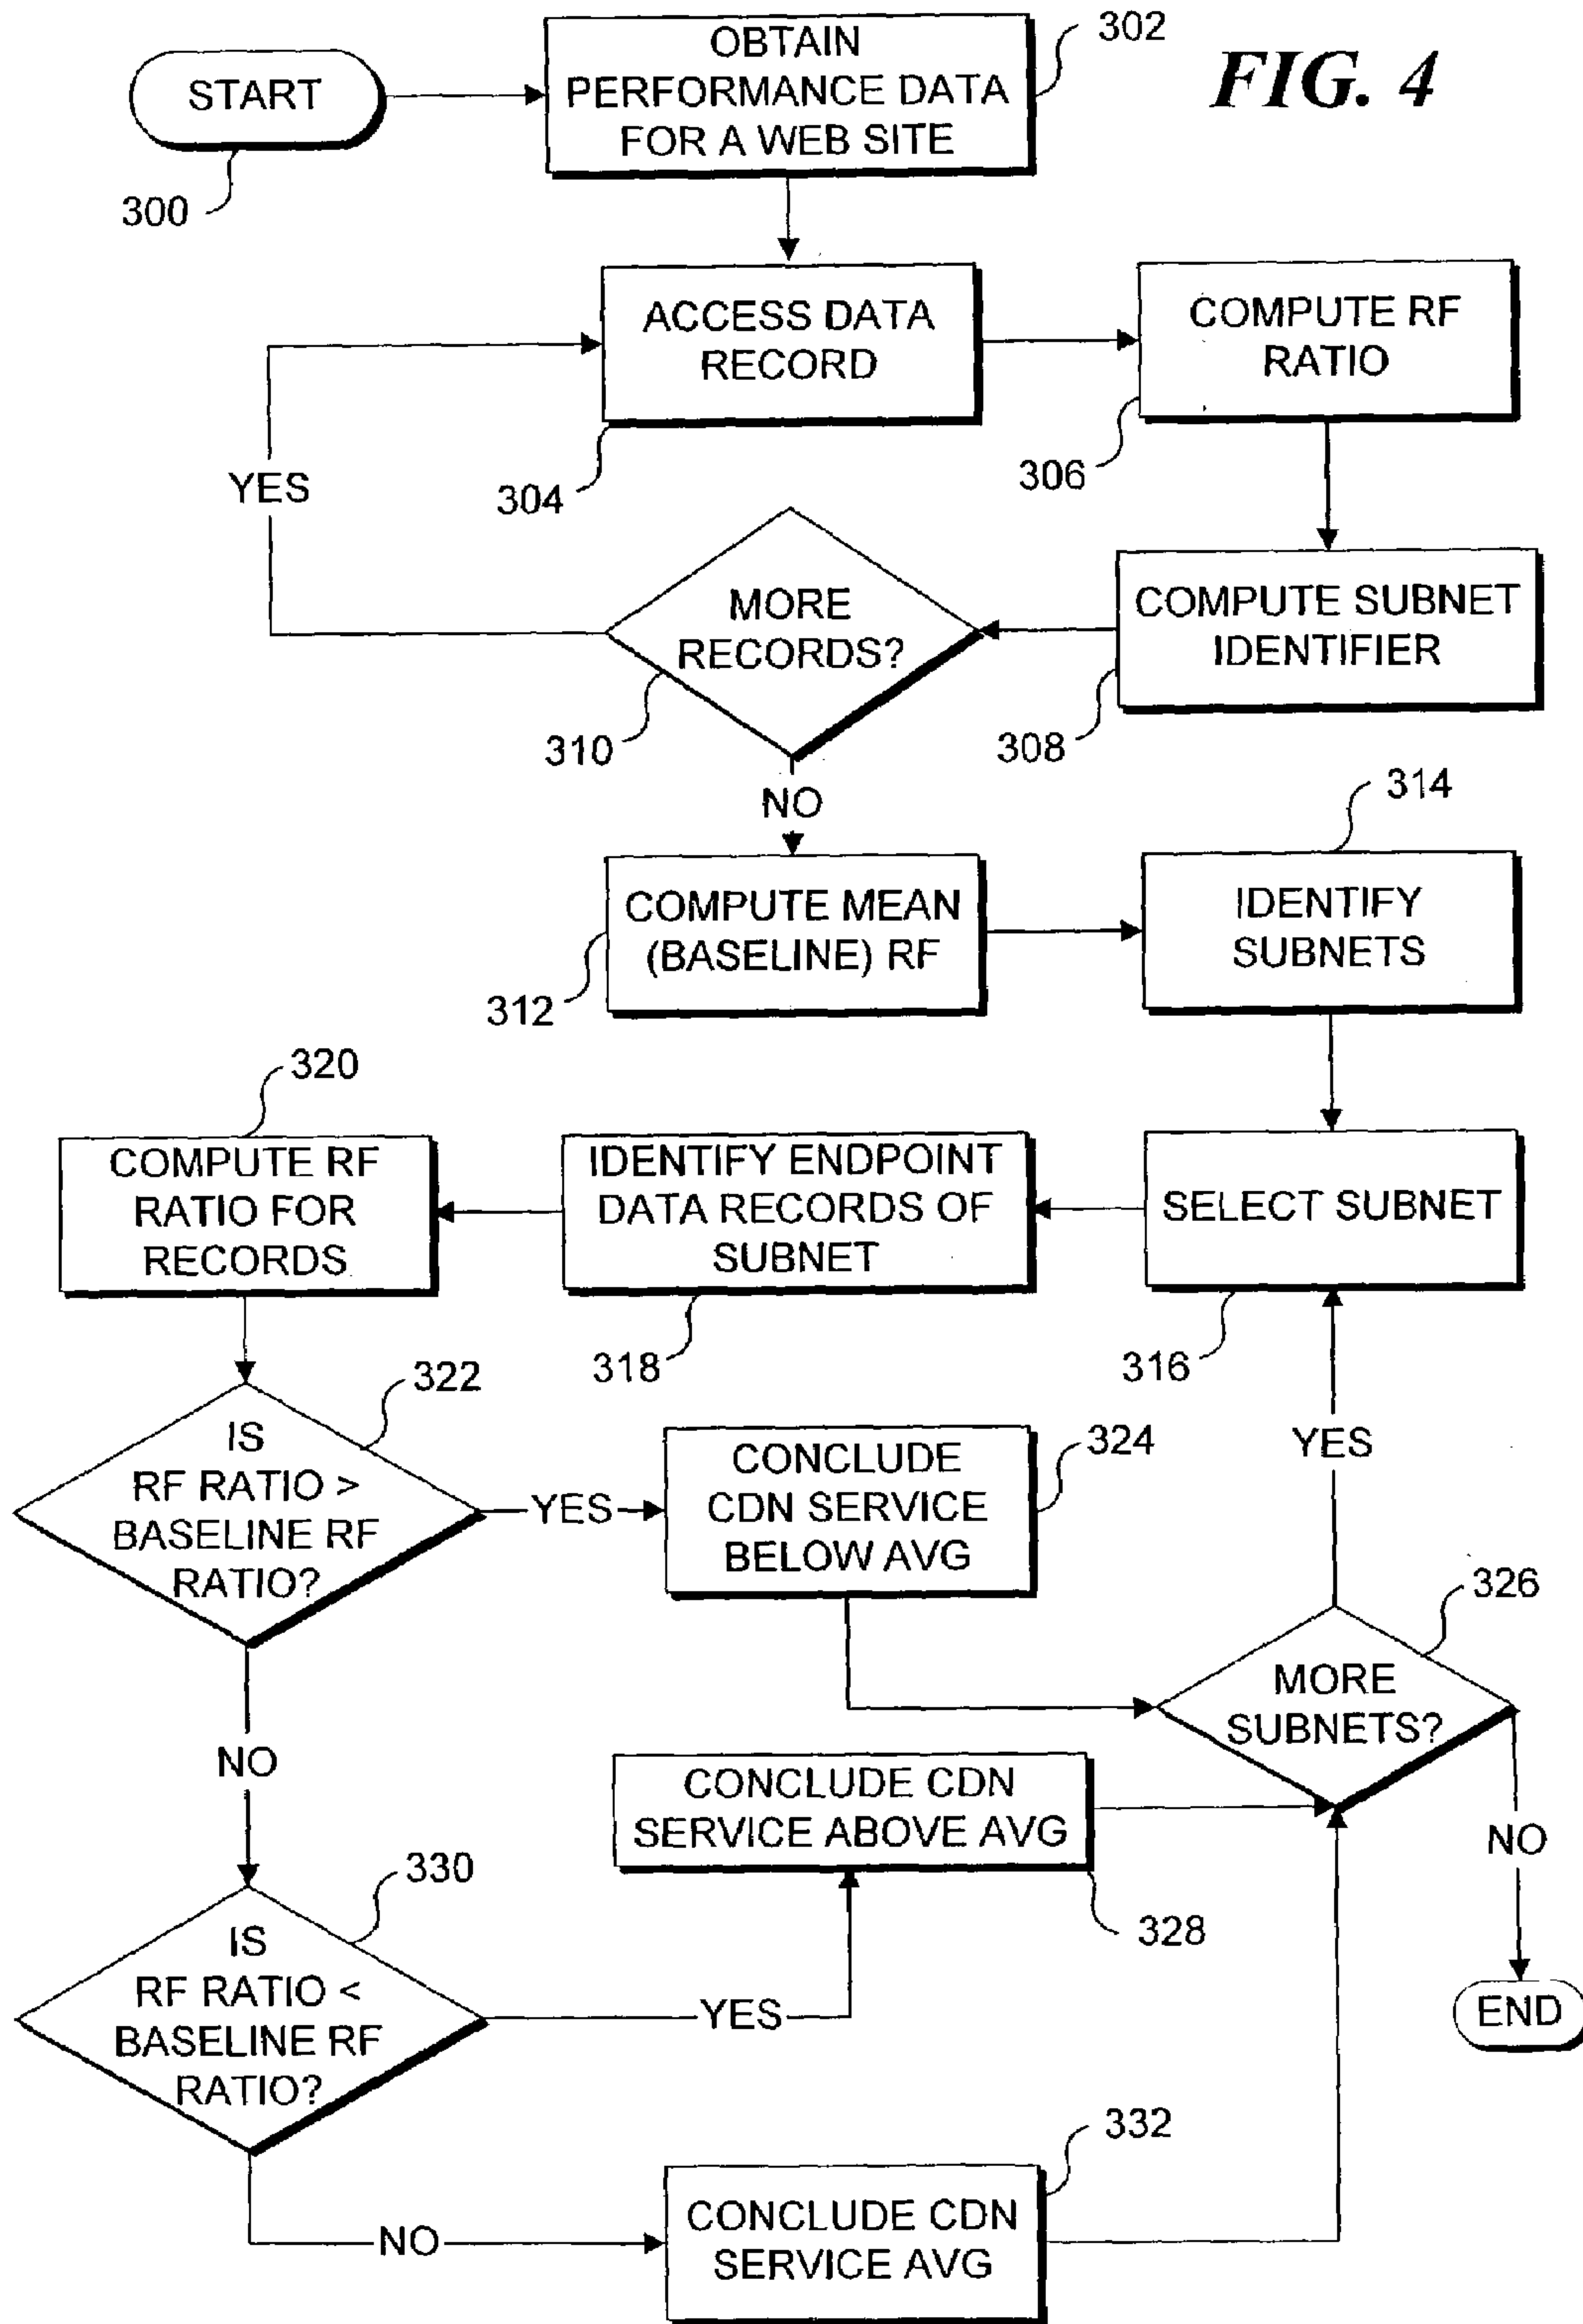 FIG. 4
START
300
OBTAIN
PERFORMANCE DATA
FOR A WEB SITE
302
ACCESS DATA
RECORD
304
COMPUTE RF
RATIO
306
COMPUTE SUBNET
IDENTIFIER
308
MORE
RECORDS?
310
YES
NO
COMPUTE MEAN
(BASELINE) RF
312
IDENTIFY
SUBNETS
314
SELECT SUBNET
316
IDENTIFY ENDPOINT
DATA RECORDS OF
SUBNET
318
COMPUTE RF
RATIO FOR
RECORDS
320
IS
RF RATIO >
BASELINE RF
RATIO?
322
YES
CONCLUDE
CDN SERVICE
BELOW AVG
324
YES
MORE
SUBNETS?
326
NO
END
NO
CONCLUDE CDN
SERVICE ABOVE AVG
328
IS
RF RATIO <
BASELINE RF
RATIO?
330
YES
NO
CONCLUDE CDN
SERVICE AVG
332